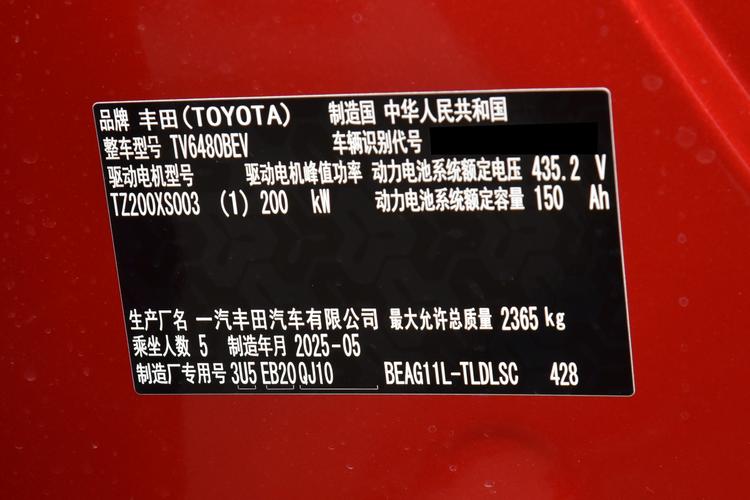 品牌 丰田(TOYOTA) 制造国 中华人民共和国
整车型号 TV6480BEV 车辆识别代号
驱动电机型号 驱动电机峰值功率 动力电池系统额定电压 435.2 V
TZ200XS003 (1) 200 kW 动力电池系统额定容量 150 Ah
生产厂名 一汽丰田汽车有限公司 最大允许总质量 2365 kg
乘坐人数 5 制造年月 2025-05
制造厂专用号 3U5 EB20 QJ10 BEAG11L-TLDLSC 428